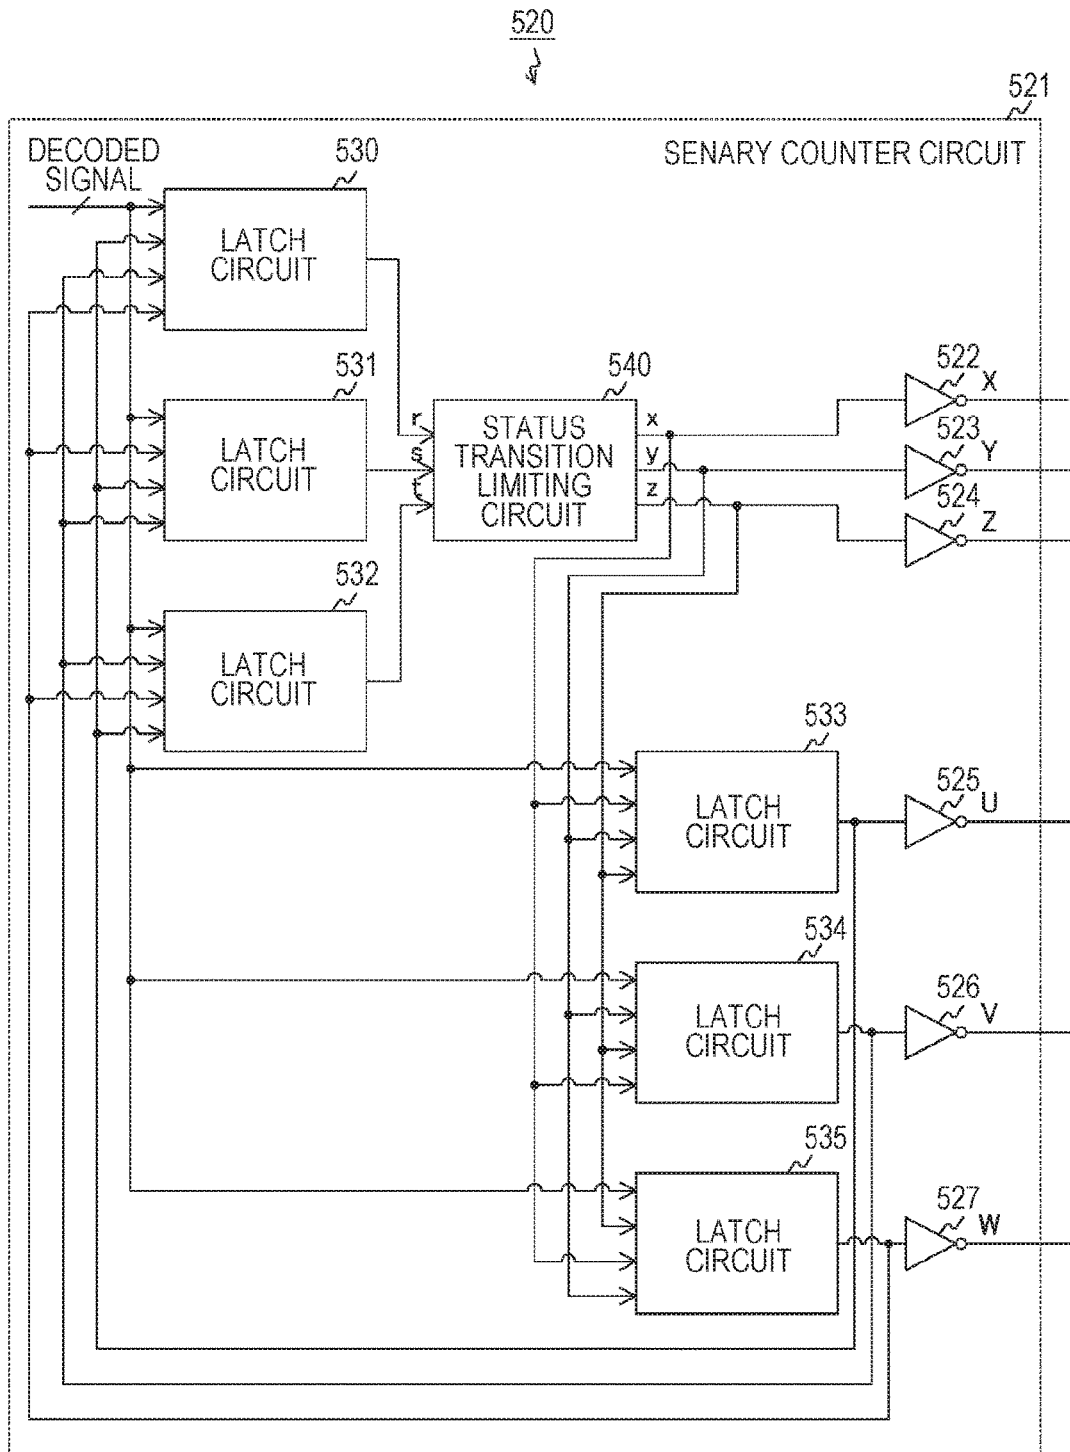 520
521
DECODED
SIGNAL
530
SENARY COUNTER CIRCUIT
LATCH
CIRCUIT
531
540
522
X
LATCH
CIRCUIT
r
s
t
STATUS
TRANSITION
LIMITING
CIRCUIT
x
y
z
523
Y
524
Z
532
LATCH
CIRCUIT
533
LATCH
CIRCUIT
525
U
534
LATCH
CIRCUIT
526
V
535
LATCH
CIRCUIT
527
W